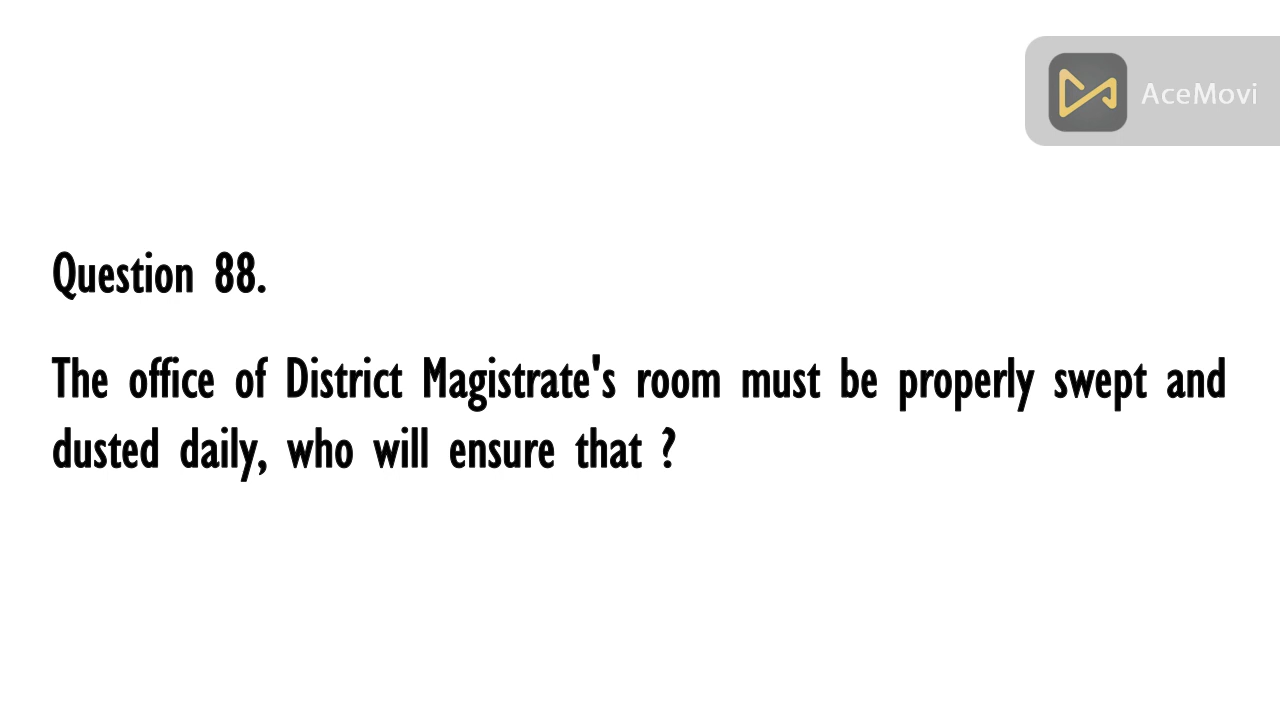 AceMovi
Question 88.
The office of District Magistrate's room must be properly swept and
dusted daily, who will ensure that ?